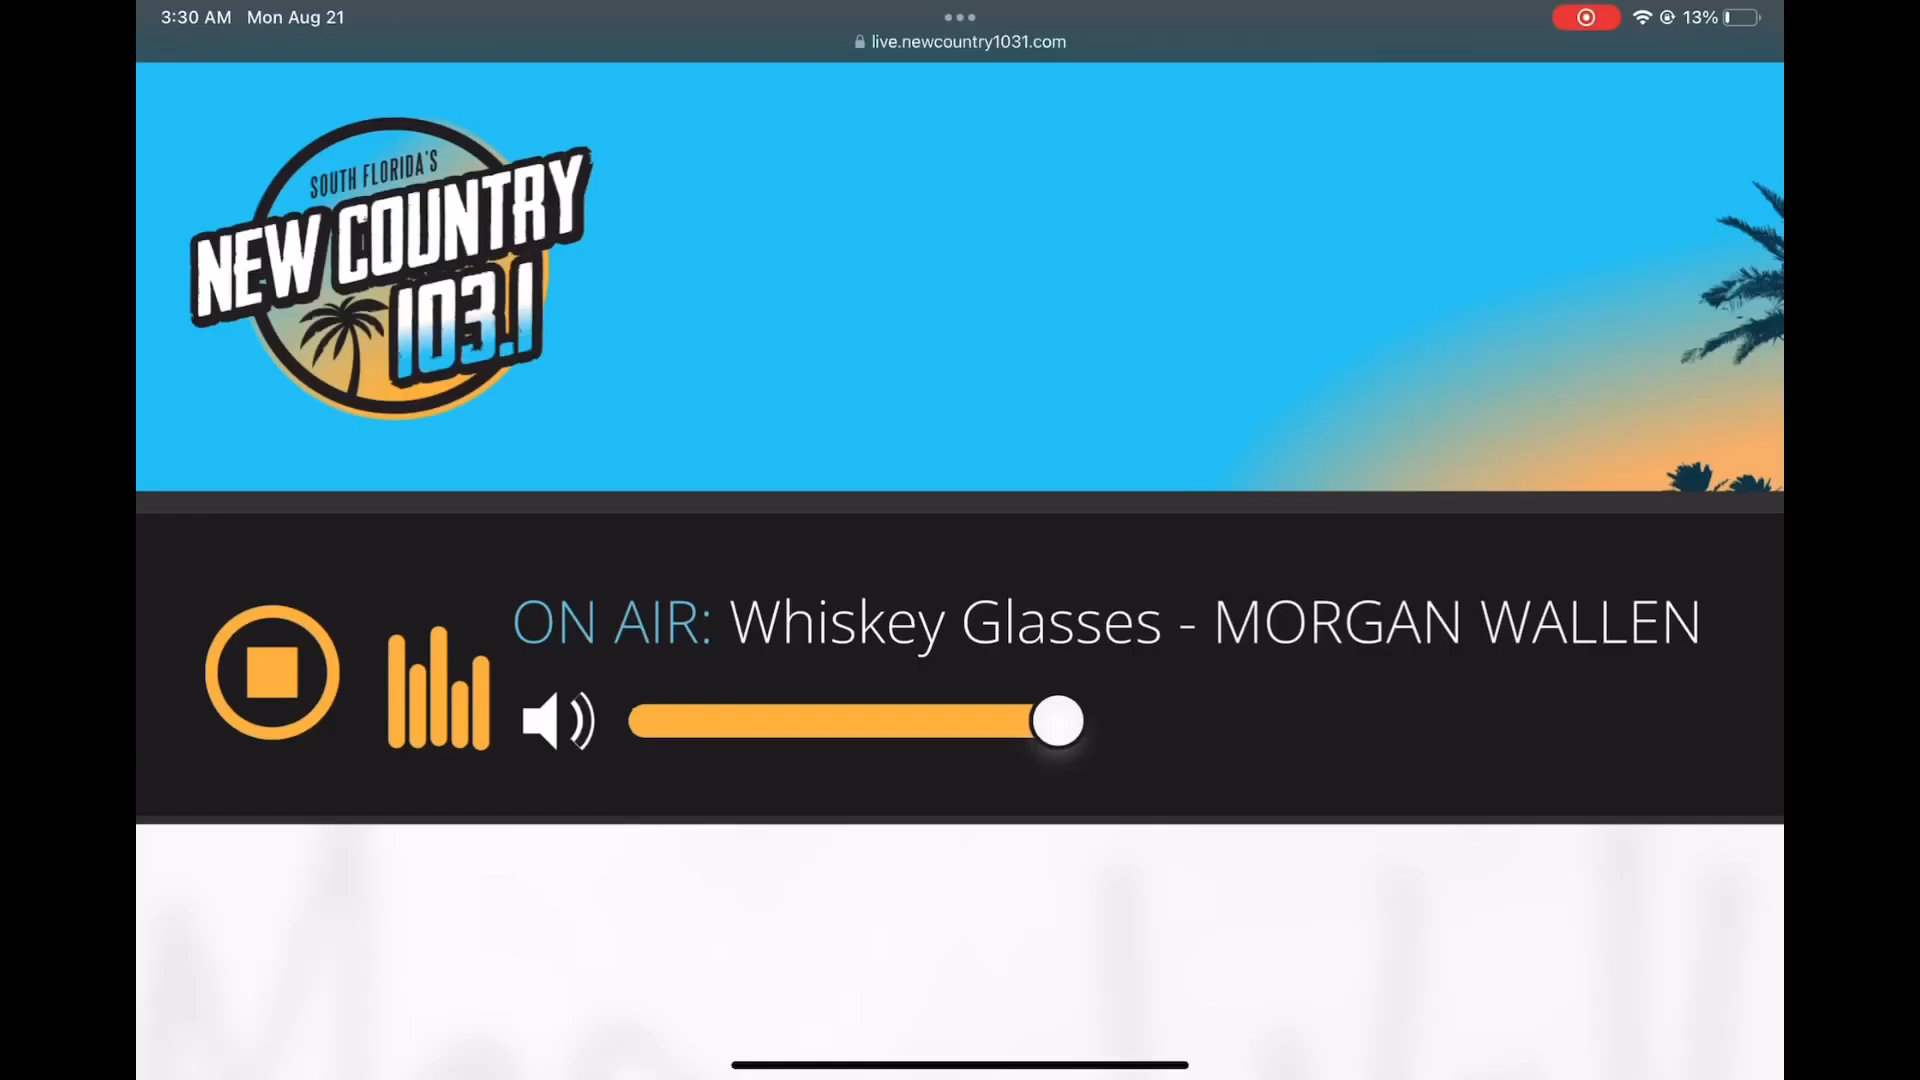 3:30 AM Mon Aug 21
13%
live.newcountry1031.com
SOUTH FLORIDA'S
NEW COUNTRY
103.1
ON AIR: Whiskey Glasses - MORGAN WALLEN